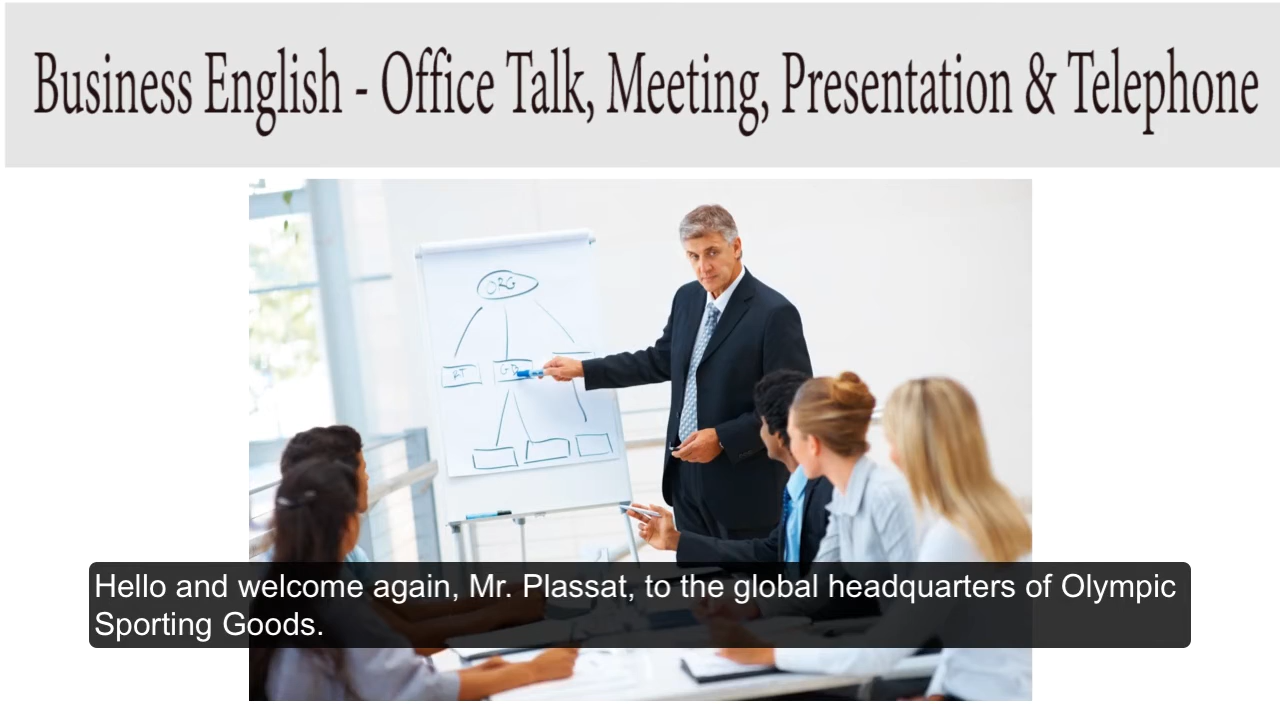 Business English - Office Talk, Meeting, Presentation & Telephone
ORG
Hello and welcome again, Mr. Plassat, to the global headquarters of Olympic
Sporting Goods.